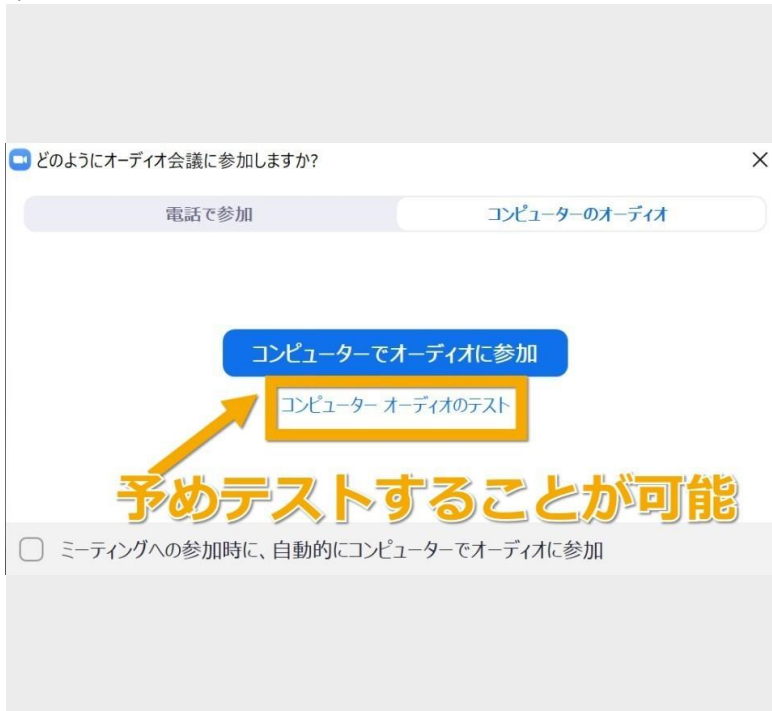 どのようにオーディオ会議に参加しますか?
電話で参加
コンピューターのオーディオ
コンピューターでオーディオに参加
コンピューター オーディオのテスト
予めテストすることが可能
ミーティングへの参加時に、自動的にコンピューターでオーディオに参加